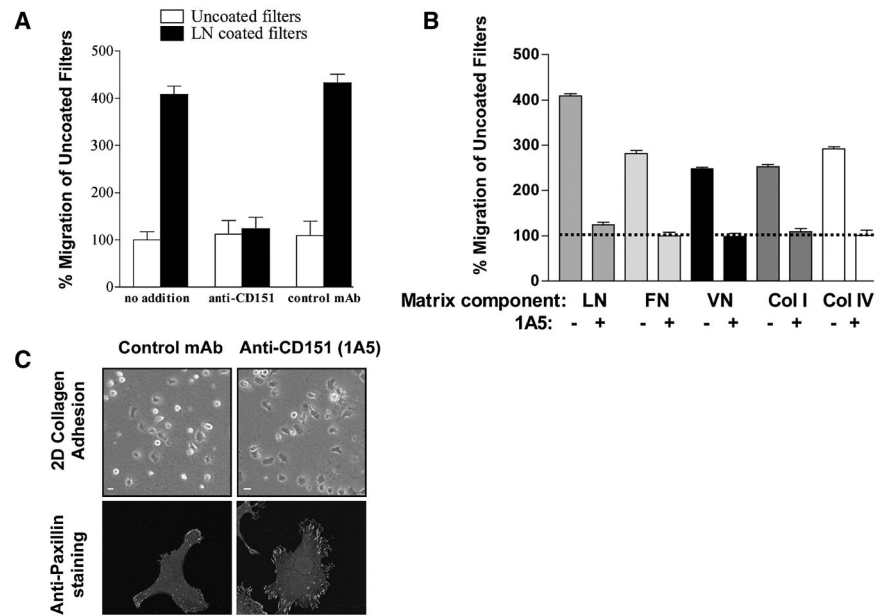 A
Uncoated filters
LN coated filters
% Migration of Uncoated Filters
500
400
300
200
100
0
no addition
anti-CD151
control mAb
B
% Migration of Uncoated Filters
500
400
300
200
100
0
Matrix component: LN FN VN Col I Col IV
1A5: - + - + - + - + - +
C
Control mAb
Anti-CD151 (1A5)
2D Collagen
Adhesion
Anti-Paxillin
staining